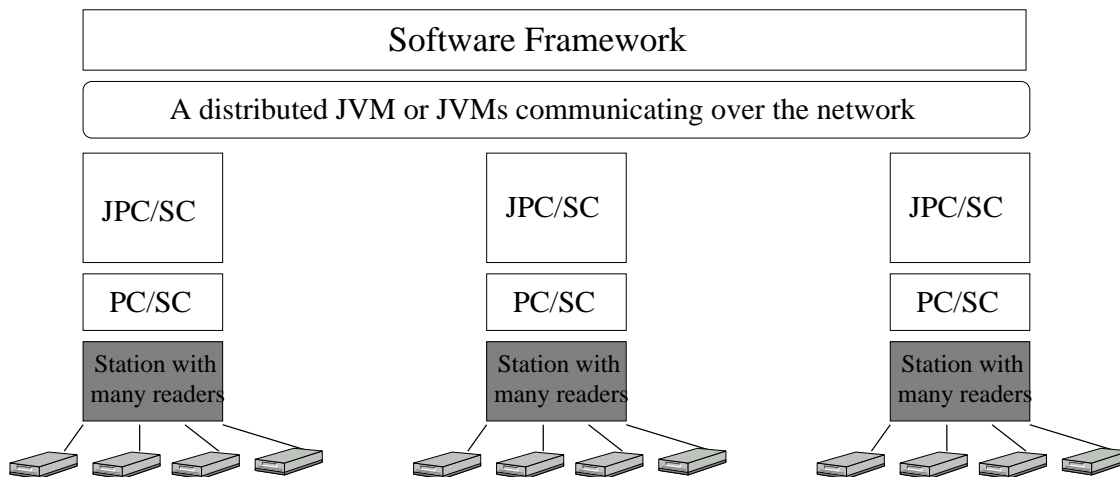 Software Framework
A distributed JVM or JVMs communicating over the network
JPC/SC
JPC/SC
JPC/SC
PC/SC
PC/SC
PC/SC
Station with
many readers
Station with
many readers
Station with
many readers